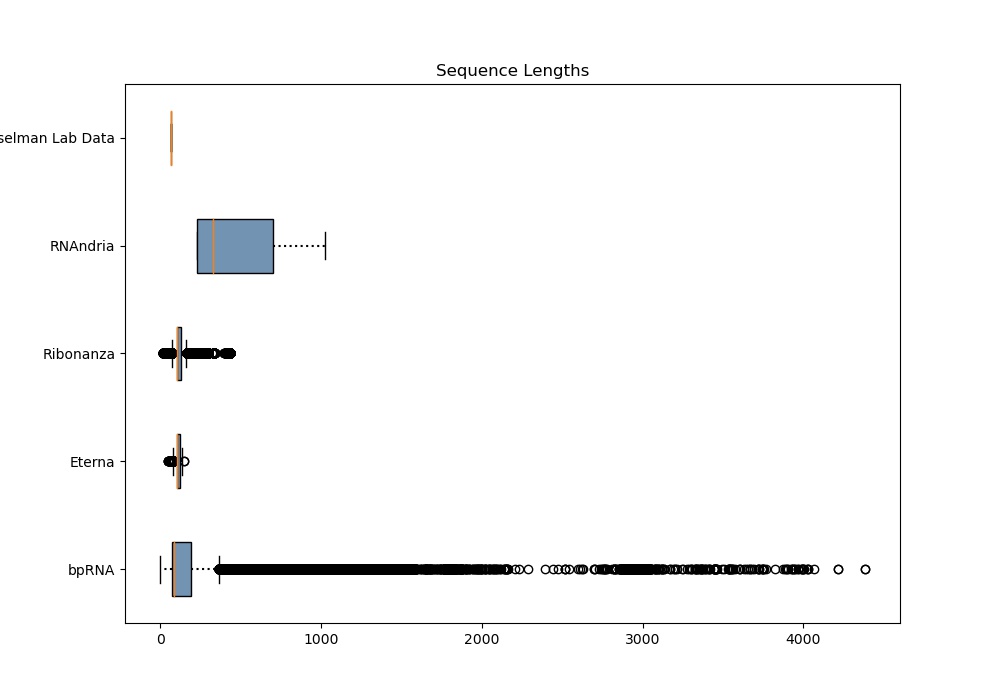 Sequence Lengths
selman Lab Data
RNAndria
Ribonanza
Eterna
bpRNA
0 1000 2000 3000 4000